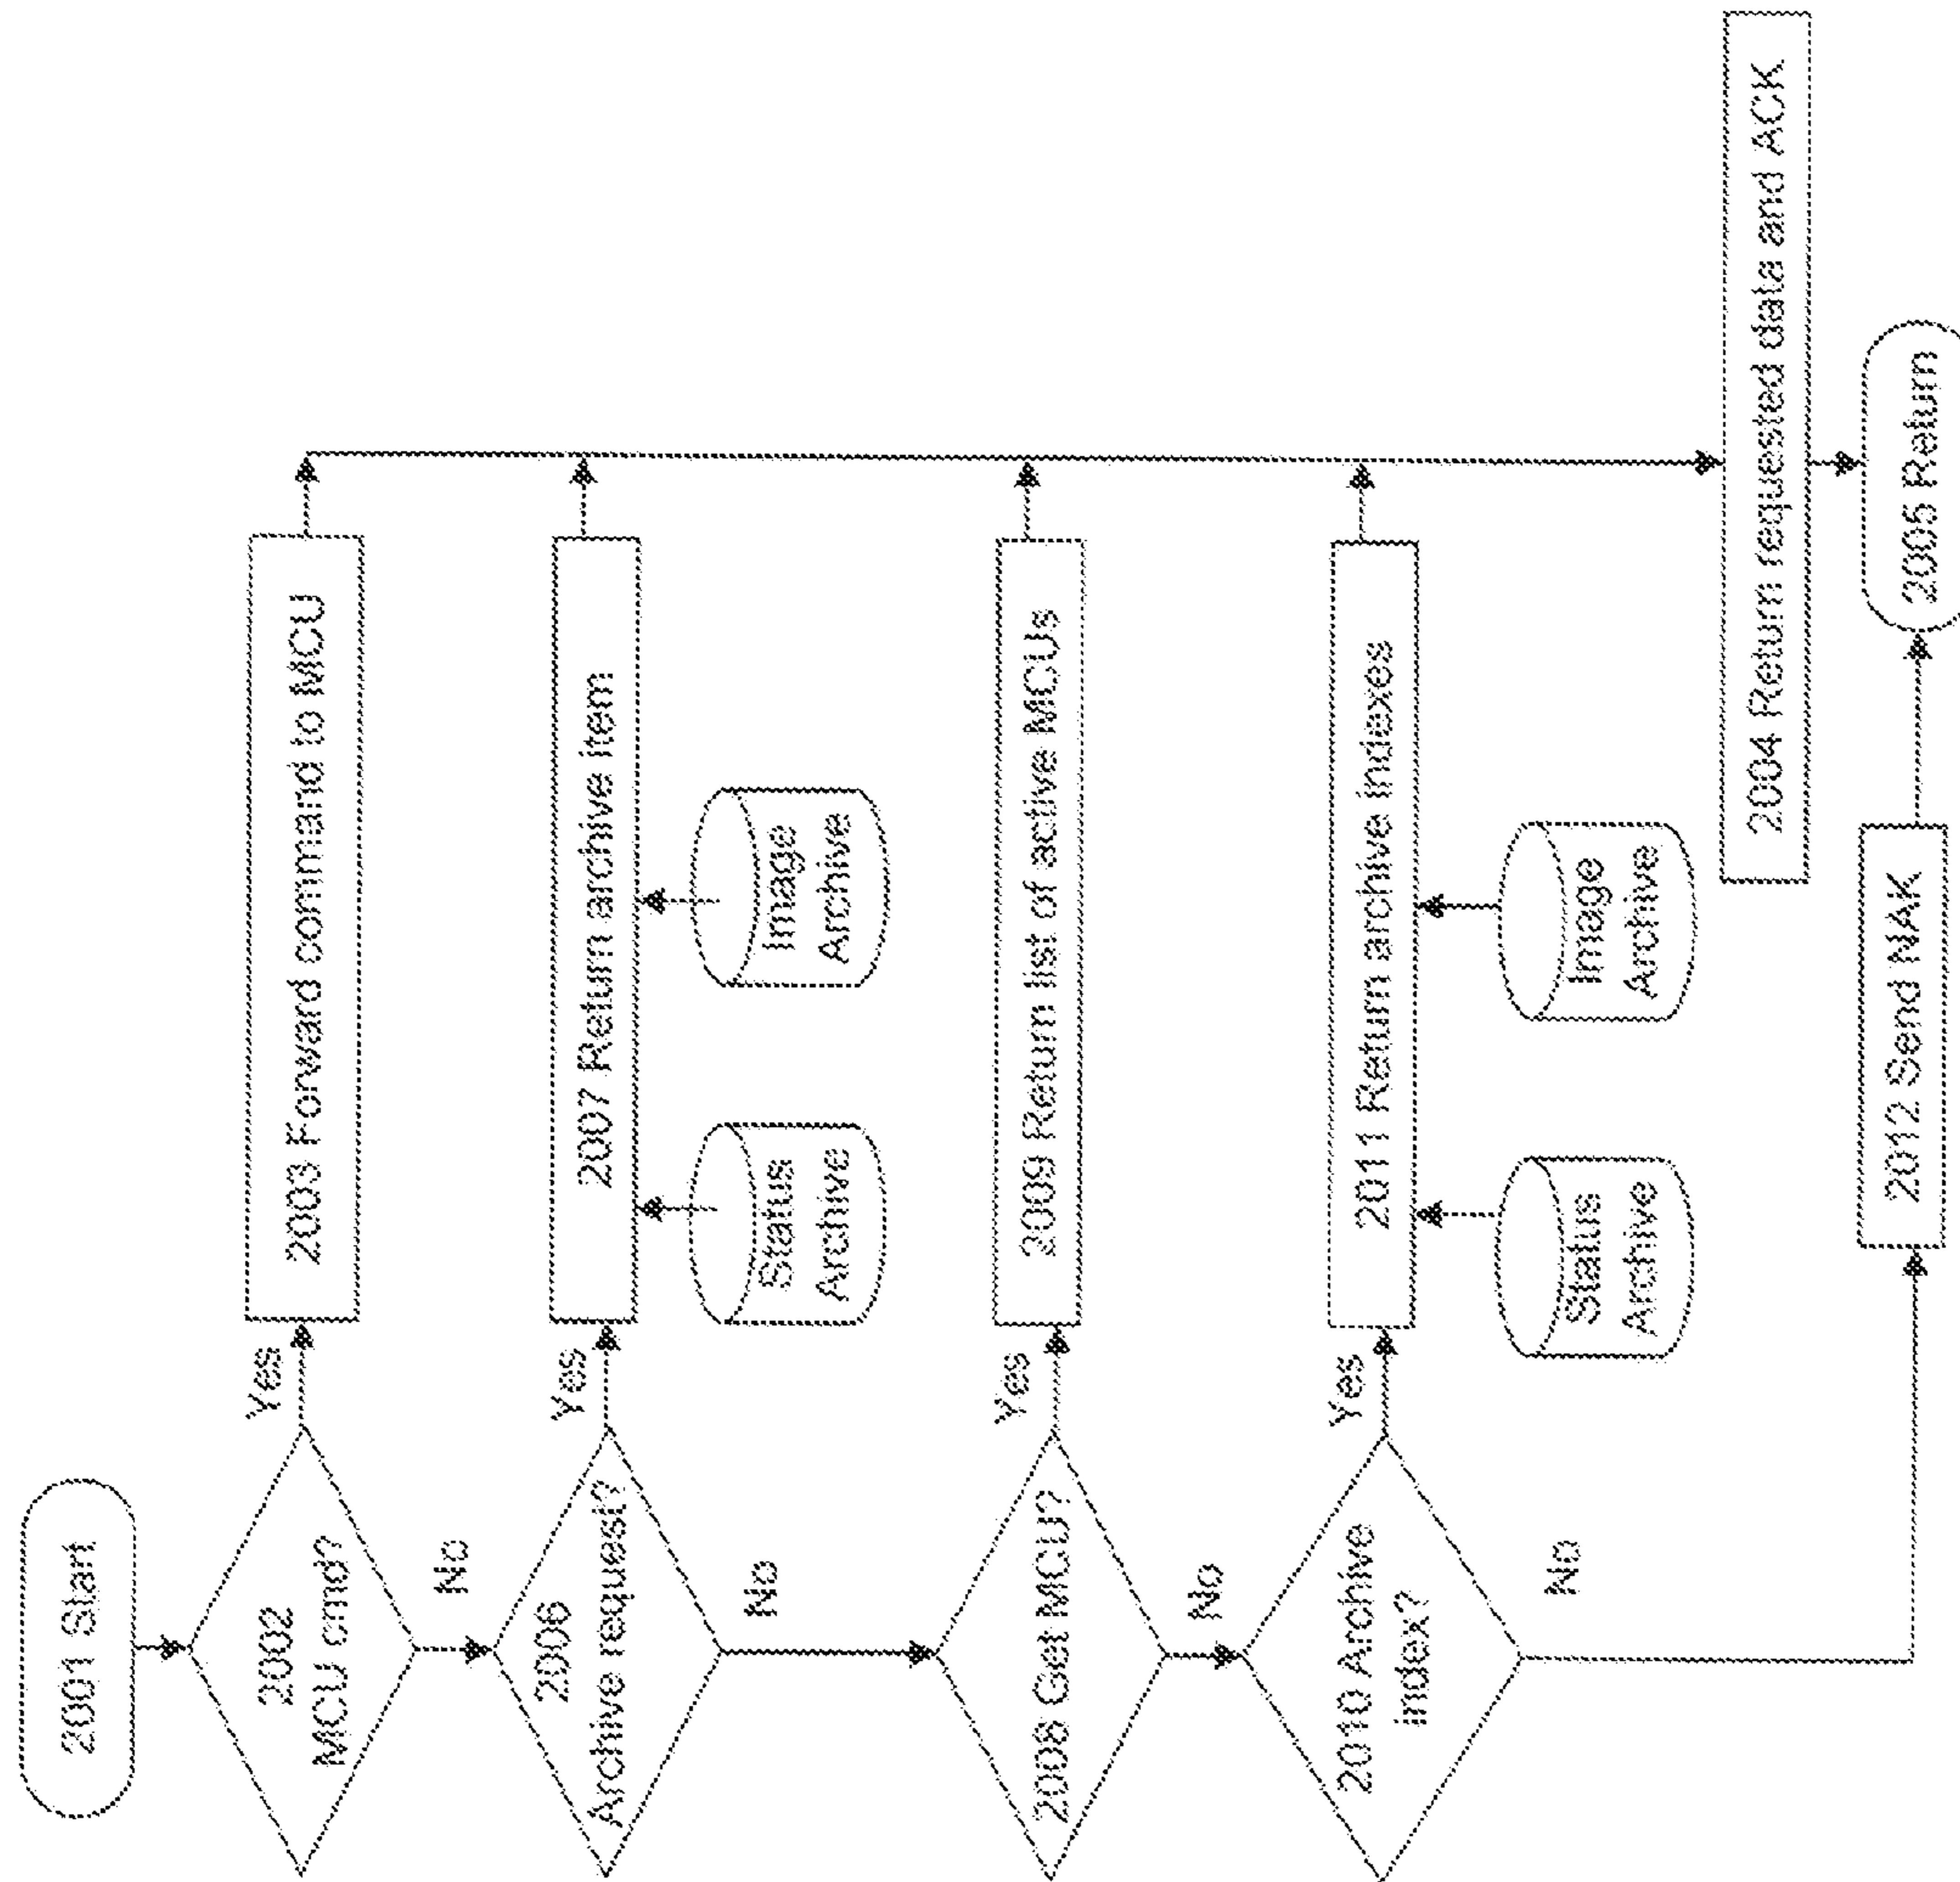 2001 Start
2002
MCU cmd?
Yes
2003 Forward command to MCU
No
2006
Archive request?
Yes
2007 Return archive item
Status
Archive
Image
Archive
No
2008 Get MCU?
Yes
2009 Return list of active MCUs
No
2010 Archive
index?
Yes
2011 Return archive indexes
Status
Archive
Image
Archive
No
2004 Return requested data and ACK
2012 Send NAK
2005 Return